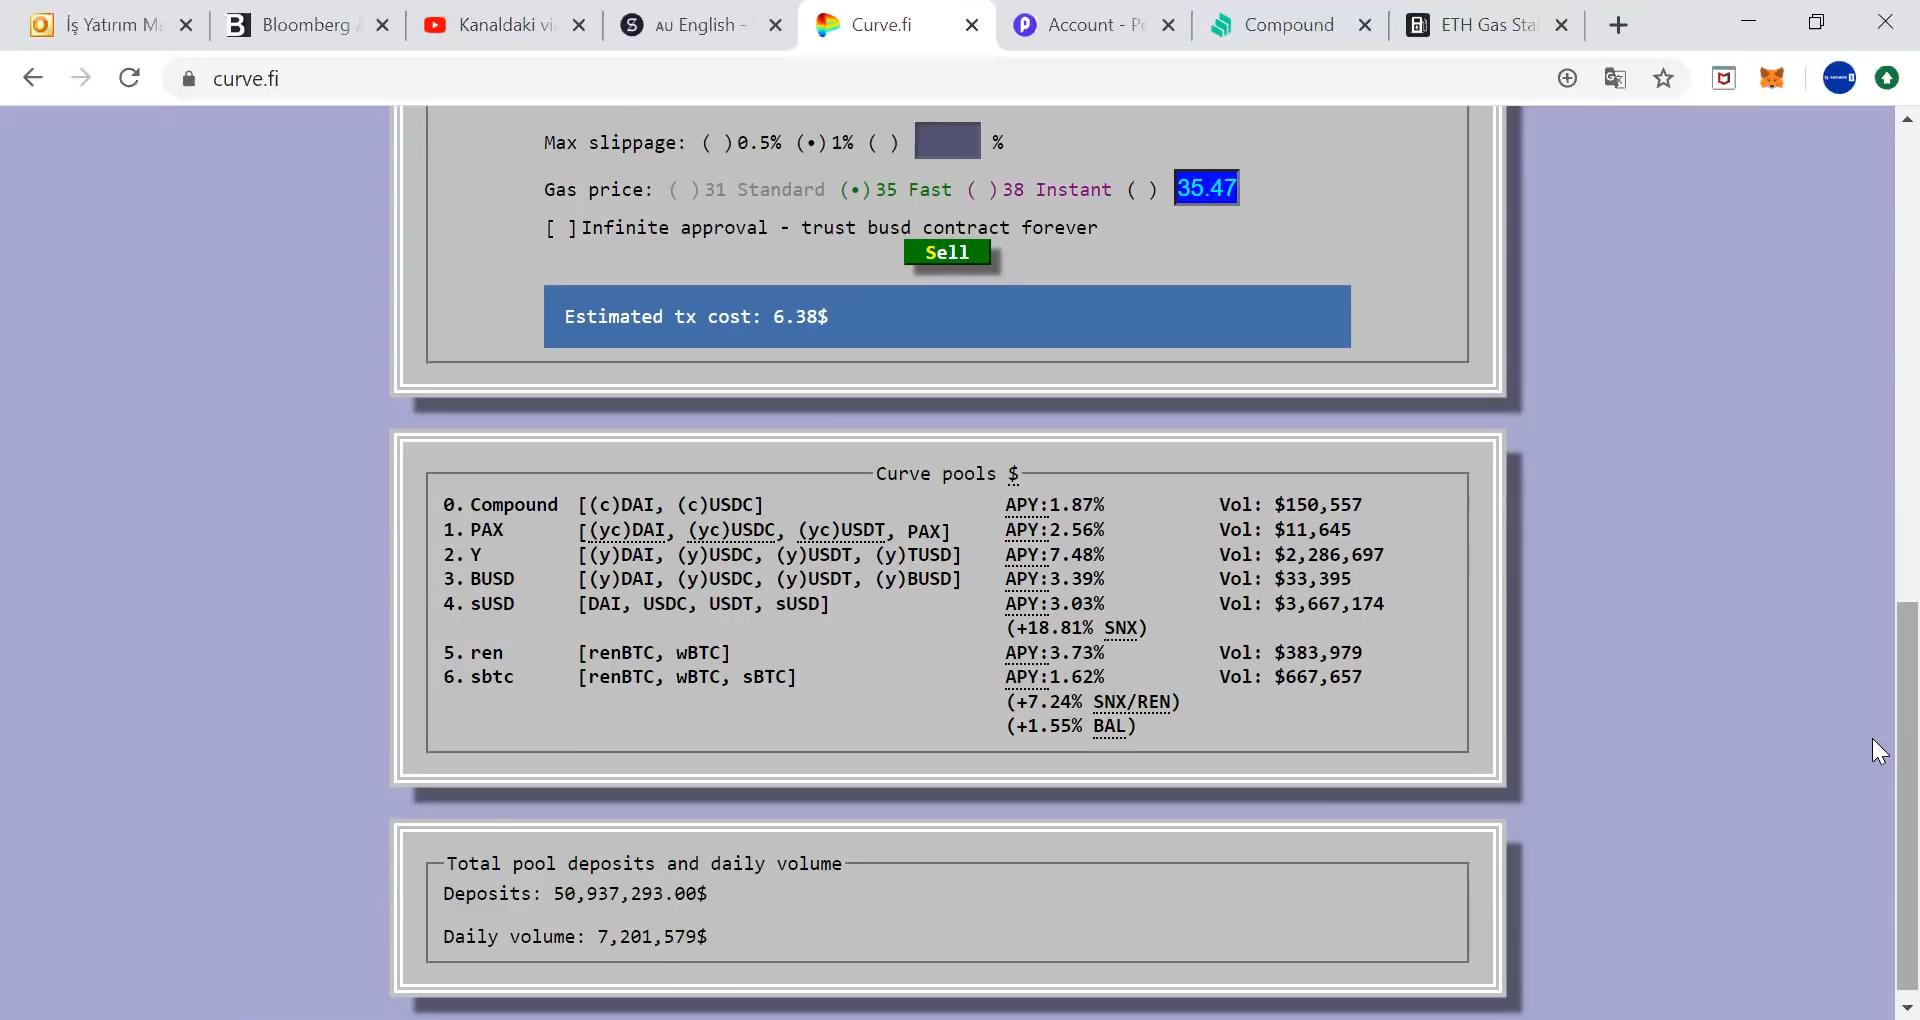 İş Yatırım Me
Bloomberg
Kanaldaki vi
AU English -
Curve.fi
Account - P
Compound
ETH Gas Sta
curve.fi
Max slippage: ( )0.5% (•)1% ( ) %
Gas price: ( )31 Standard (•)35 Fast ( )38 Instant ( ) 35.47
[ ]Infinite approval - trust busd contract forever
Sell
Estimated tx cost: 6.38$
Curve pools $
0. Compound [(c)DAI, (c)USDC] APY:1.87% Vol: $150,557
1. PAX [(yc)DAI, (yc)USDC, (yc)USDT, PAX] APY:2.56% Vol: $11,645
2. Y [(y)DAI, (y)USDC, (y)USDT, (y)TUSD] APY:7.48% Vol: $2,286,697
3. BUSD [(y)DAI, (y)USDC, (y)USDT, (y)BUSD] APY:3.39% Vol: $33,395
4. sUSD [DAI, USDC, USDT, sUSD] APY:3.03% Vol: $3,667,174
(+18.81% SNX)
5. ren [renBTC, wBTC] APY:3.73% Vol: $383,979
6. sbtc [renBTC, wBTC, sBTC] APY:1.62% Vol: $667,657
(+7.24% SNX/REN)
(+1.55% BAL)
Total pool deposits and daily volume
Deposits: 50,937,293.00$
Daily volume: 7,201,579$